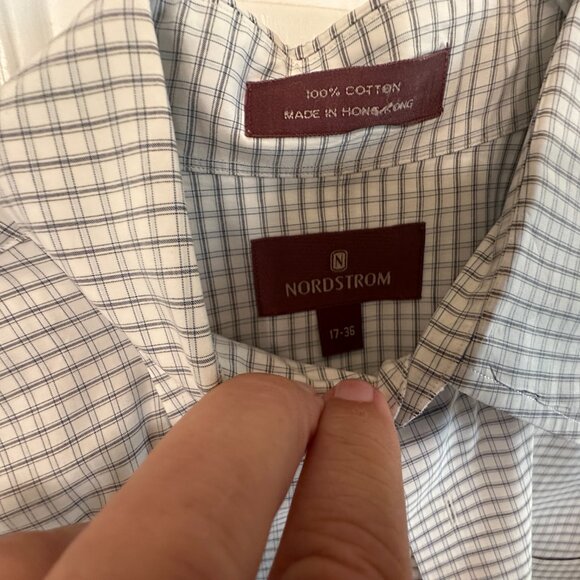 100% COTTON
MADE IN HONG KONG
N
NORDSTROM
17-36